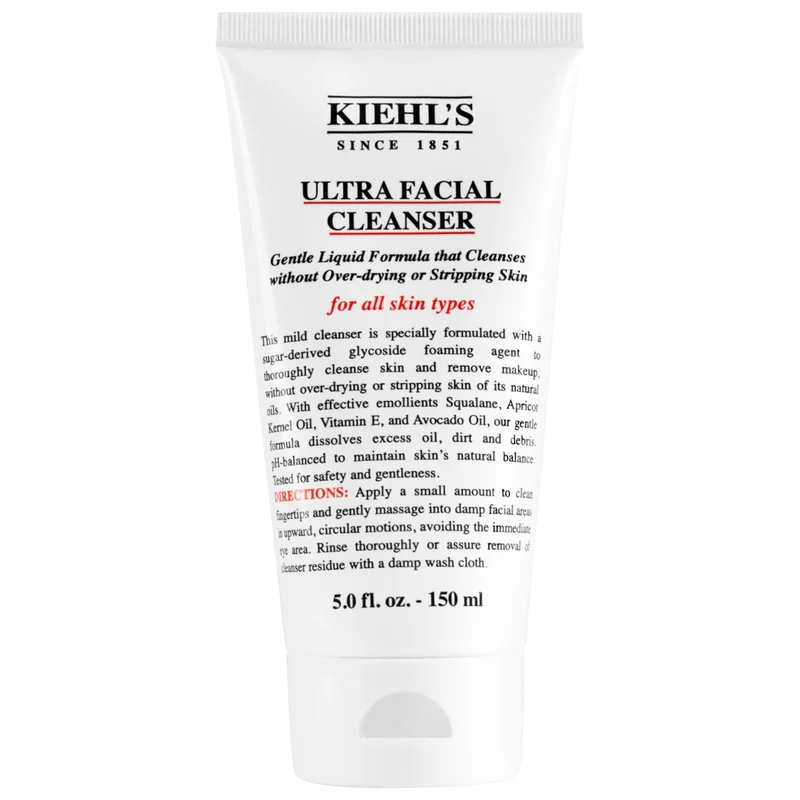 KIEHL'S
SINCE 1851
ULTRA FACIAL
CLEANSER
Gentle Liquid Formula that Cleanses
without Over-drying or Stripping Skin
for all skin types
This mild cleanser is specially formulated with a
sugar-derived glycoside foaming agent to
thoroughly cleanse skin and remove makeup,
without over-drying or stripping skin of its natural
oils. With effective emollients Squalane, Apricot
Kernel Oil, Vitamin E, and Avocado Oil, our gentle
formula dissolves excess oil, dirt and debris.
pH-balanced to maintain skin's natural balance.
Tested for safety and gentleness.
DIRECTIONS: Apply a small amount to clean
fingertips and gently massage into damp facial areas
in upward, circular motions, avoiding the immediate
eye area. Rinse thoroughly or assure removal of
cleanser residue with a damp wash cloth.
5.0 fl. oz. - 150 ml